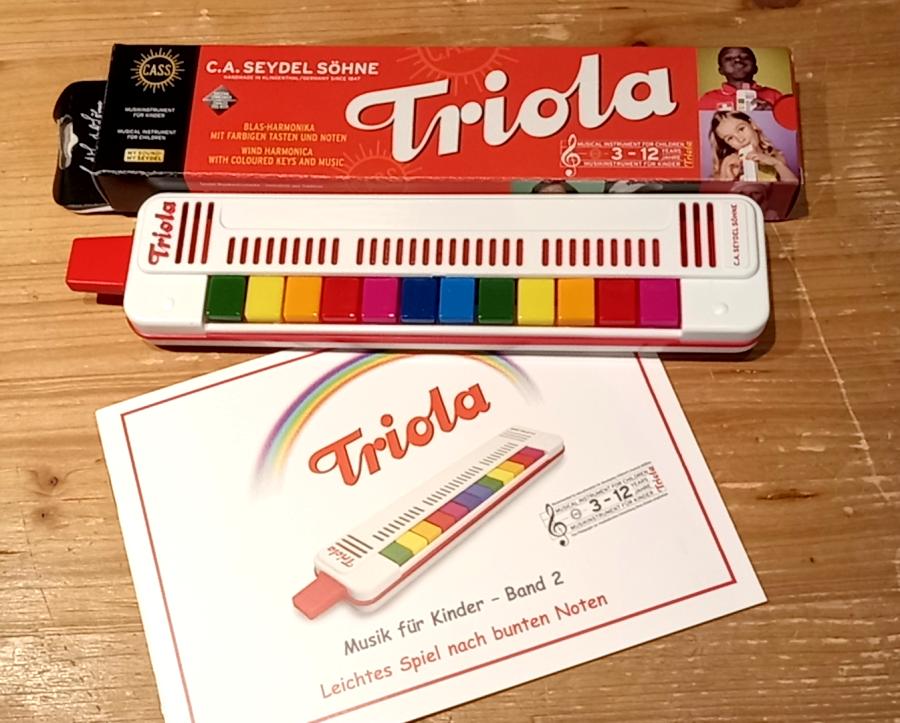 CASS
C.A. SEYDEL SÖHNE
HANDMADE IN KLINGENTHAL/GERMANY SINCE 1847
Triola
MUSIKINSTRUMENT
FÜR KINDER
MUSICAL INSTRUMENT
FOR CHILDREN
MY SOUND!
MY SEYDEL
BLAS-HARMONIKA
MIT FARBIGEN TASTEN UND NOTEN
WIND HARMONICA
WITH COLOURED KEYS AND MUSIC
MUSICAL INSTRUMENT FOR CHILDREN
3 - 12 YEARS
JAHRE
MUSIKINSTRUMENT FÜR KINDER
Triola
Triola
C.A. SEYDEL SÖHNE
Triola
Triola
MUSICAL INSTRUMENT FOR CHILDREN
3 - 12 YEARS
JAHRE
MUSIKINSTRUMENT FÜR KINDER
Triola
Musik für Kinder - Band 2
Leichtes Spiel nach bunten Noten